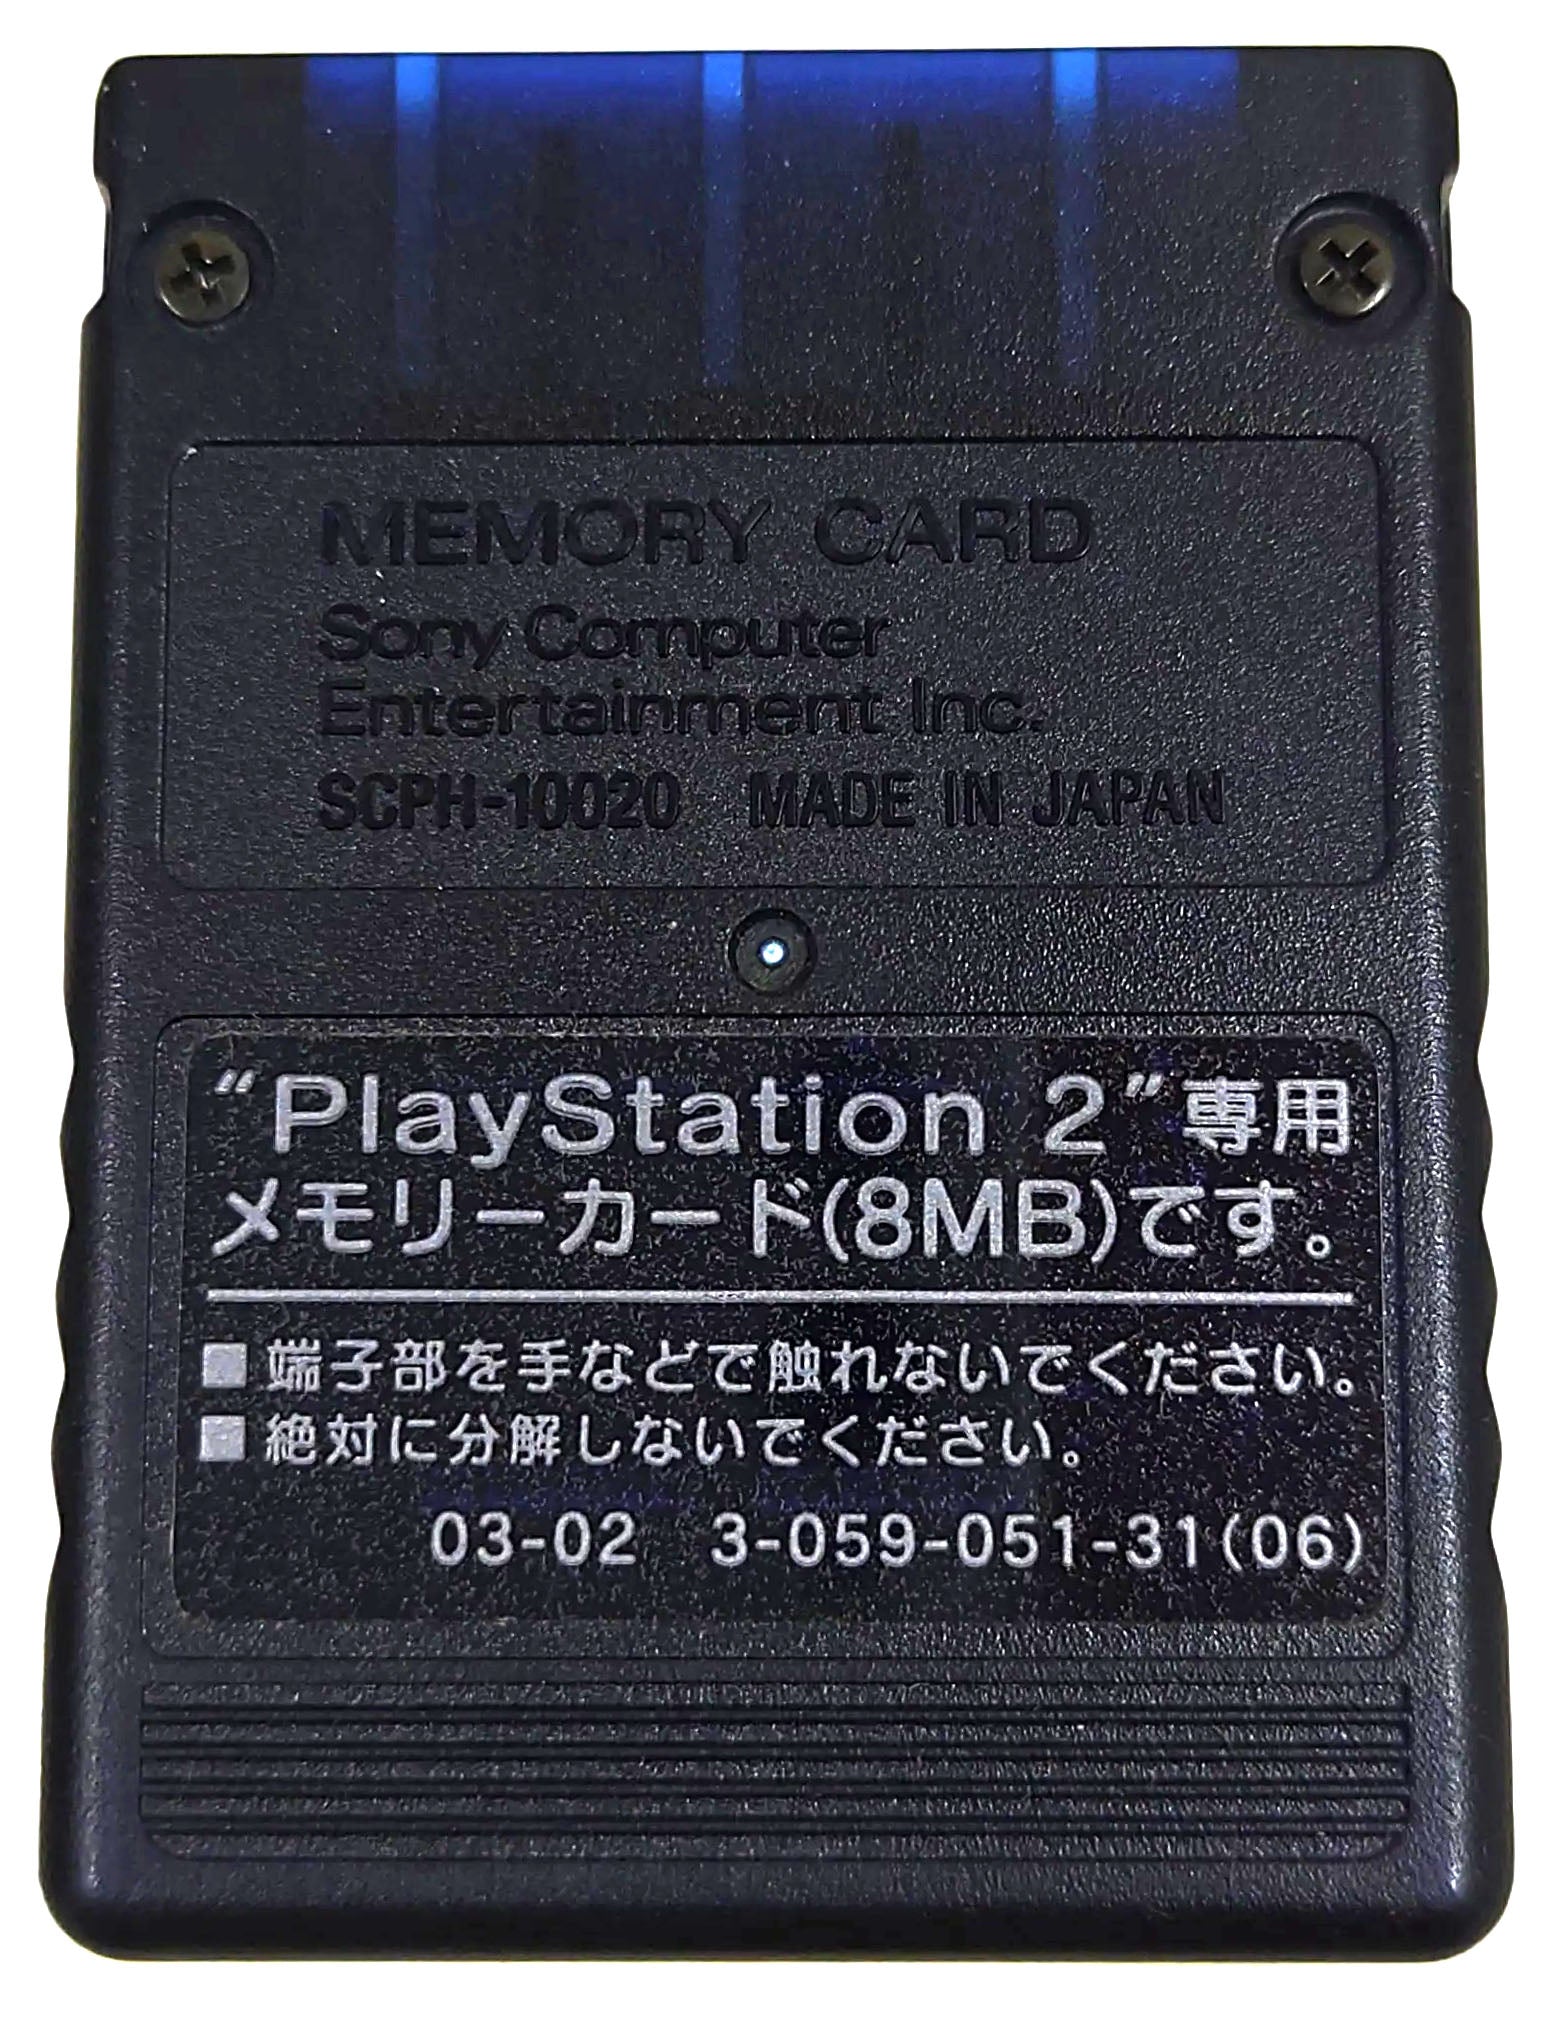 MEMORY CARD
Sony Computer
Entertainment Inc.
SCPH-10020 MADE IN JAPAN
“PlayStation 2”専用
メモリーカード(8MB)です。
■端子部を手などで触れないでください。
■絶対に分解しないでください。
03-02 3-059-051-31(06)